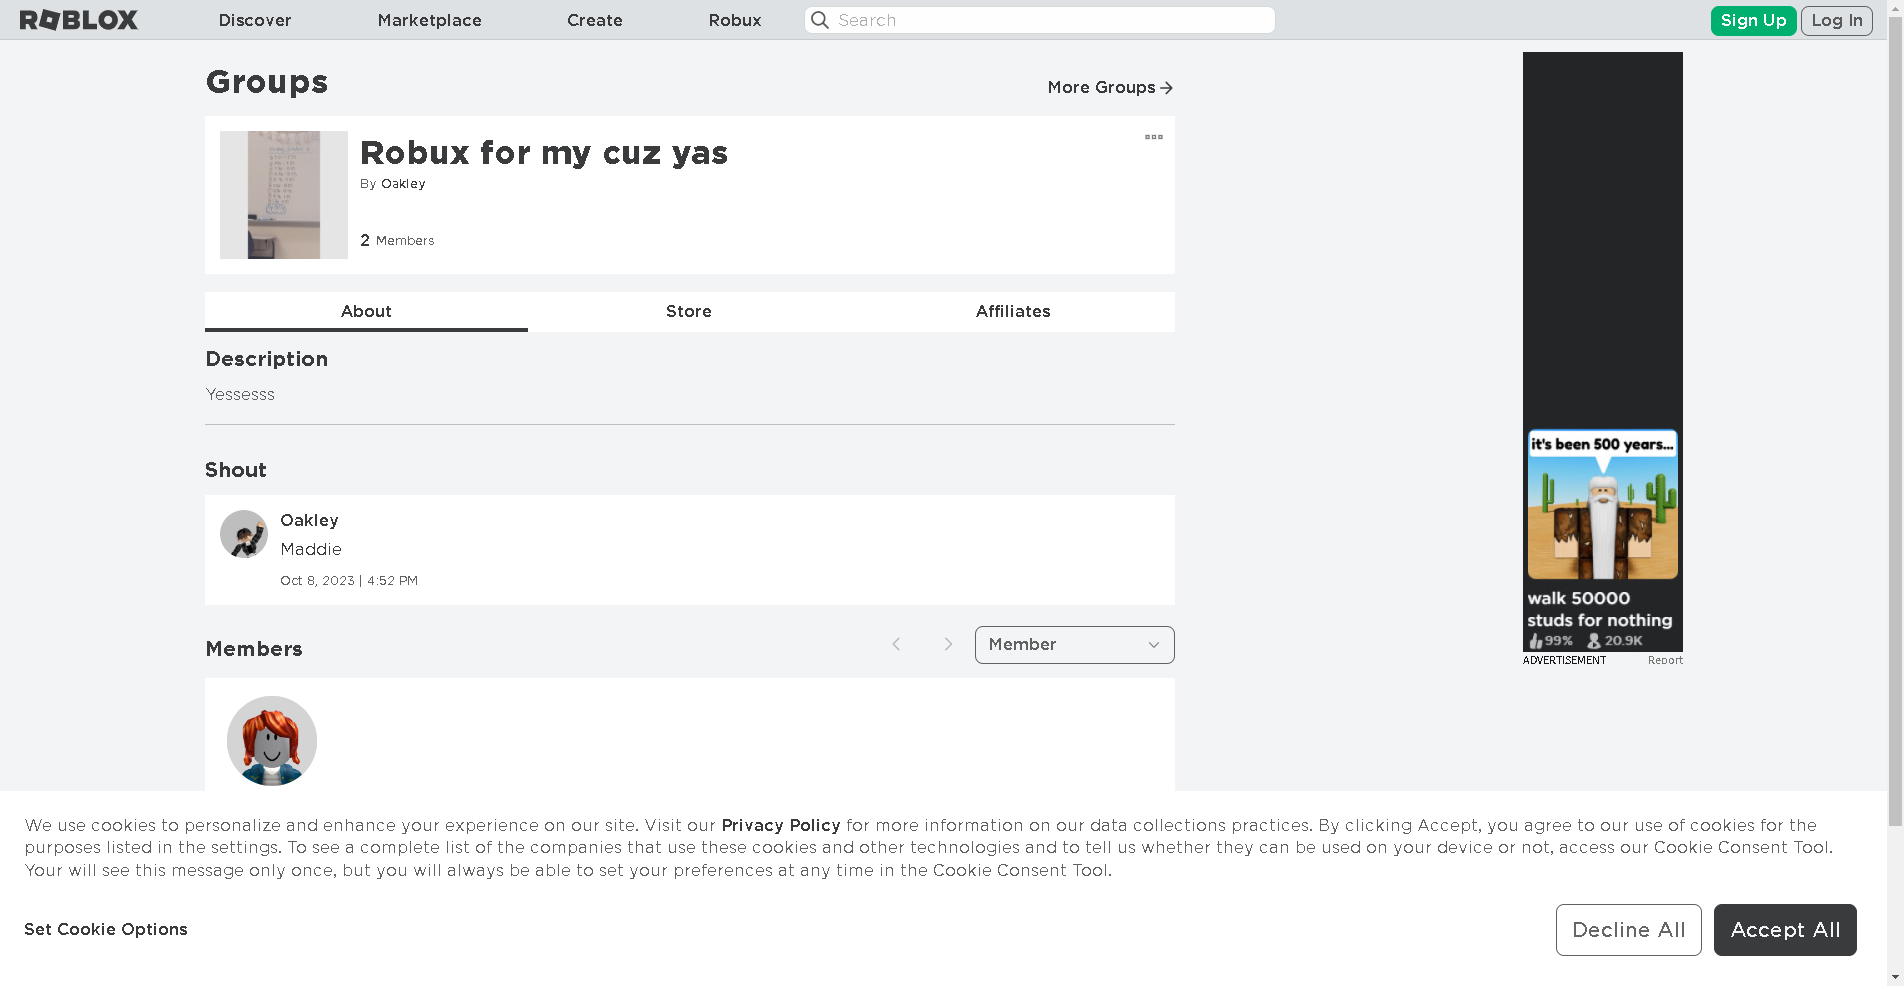 ROBLOX Discover Marketplace Create Robux Search Sign Up Log In
Groups
More Groups
Robux for my cuz yas
By Oakley
2 Members
About Store Affiliates
Description
Yessesss
Shout
Oakley
Maddie
Oct 8, 2023 | 4:52 PM
Members
Member
it's been 500 years...
walk 50000
studs for nothing
99% 20.9K
ADVERTISEMENT Report
We use cookies to personalize and enhance your experience on our site. Visit our Privacy Policy for more information on our data collections practices. By clicking Accept, you agree to our use of cookies for the
purposes listed in the settings. To see a complete list of the companies that use these cookies and other technologies and to tell us whether they can be used on your device or not, access our Cookie Consent Tool.
Your will see this message only once, but you will always be able to set your preferences at any time in the Cookie Consent Tool.
Set Cookie Options
Decline All Accept All